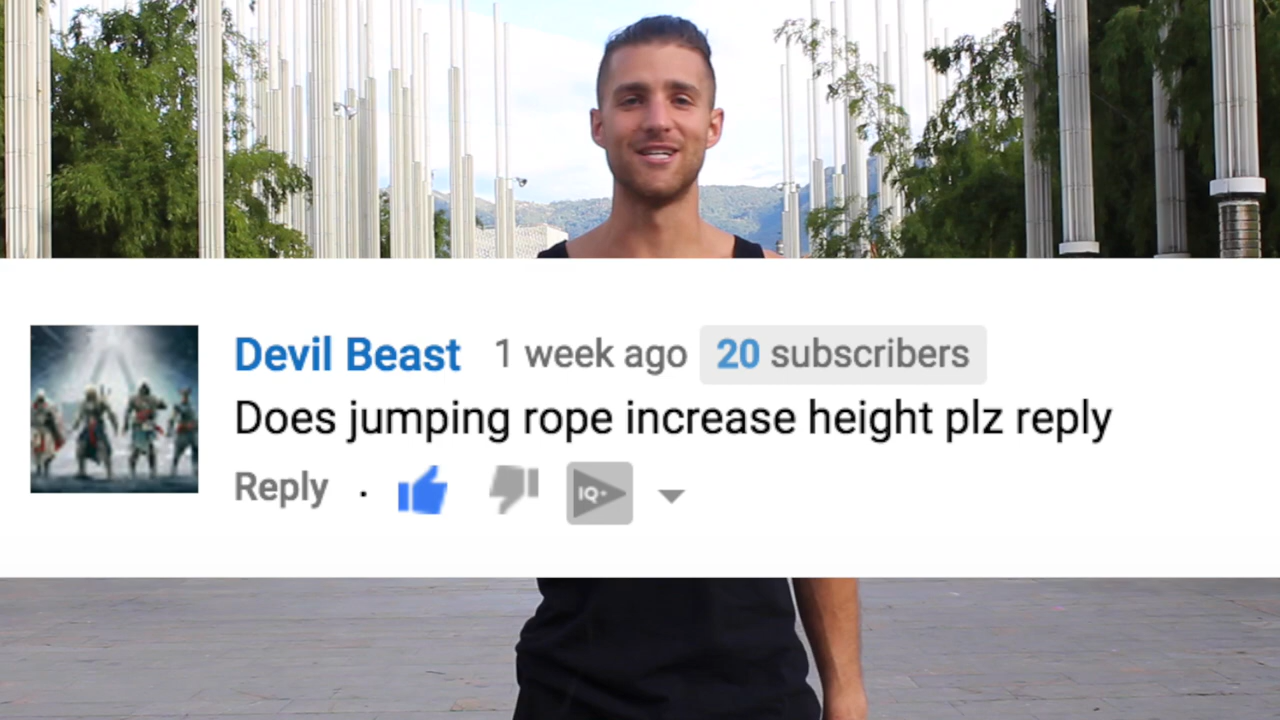 Devil Beast 1 week ago 20 subscribers
Does jumping rope increase height plz reply
Reply · IQ+